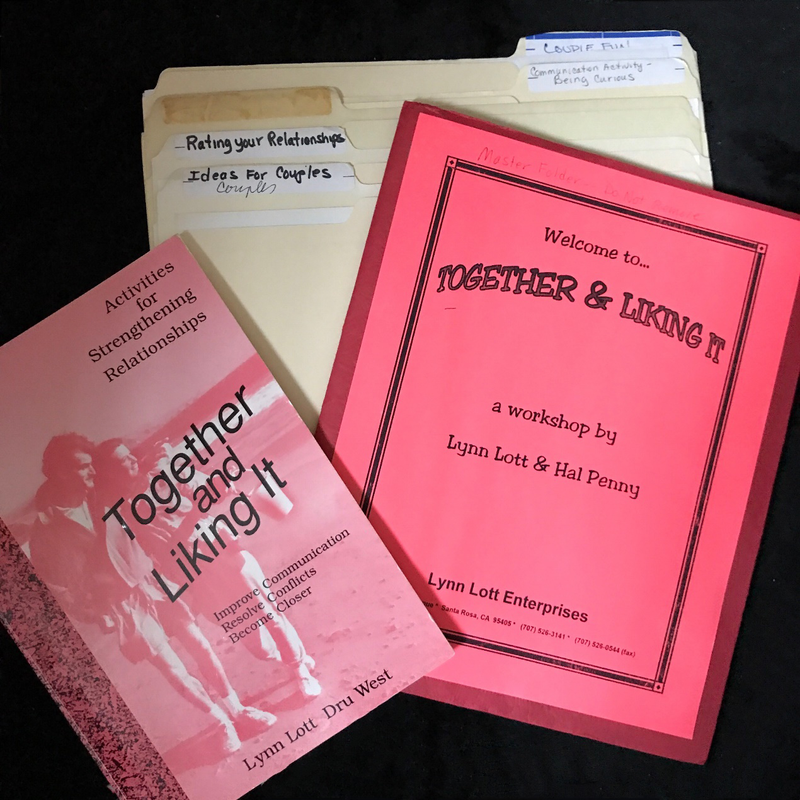 COUPLE FUN!
Communication Activity -
Being Curious
Rating your Relationships
Ideas For Couples
Couples
Master Folder - Do Not Remove
Welcome to...
TOGETHER & LIKING IT
a workshop by
Lynn Lott & Hal Penny
Lynn Lott Enterprises
Santa Rosa, CA 95405 * (707) 526-3141 * (707) 526-0544 (fax)
Activities
for
Strengthening
Relationships
Together
and
Liking It
Improve Communication
Resolve Conflicts
Become Closer
Lynn Lott Dru West